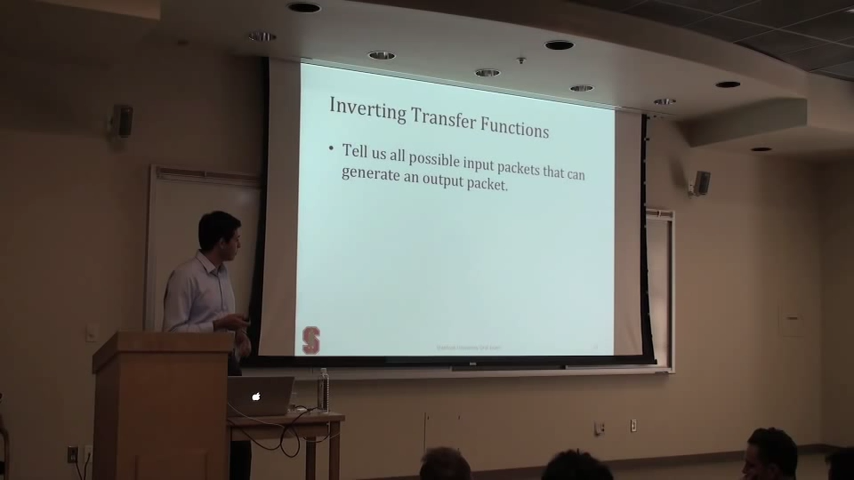 Inverting Transfer Functions
• Tell us all possible input packets that can
generate an output packet.
S